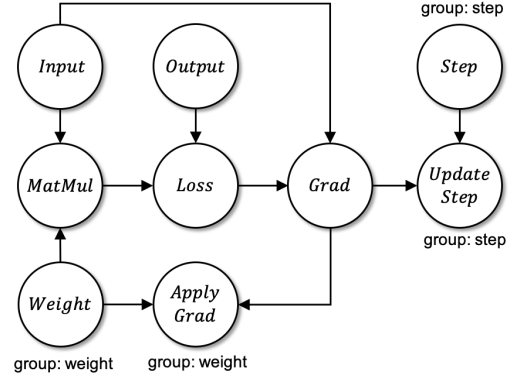 group: step
Input
Output
Step
MatMul
Loss
Grad
Update
Step
group: step
Weight
Apply
Grad
group: weight
group: weight